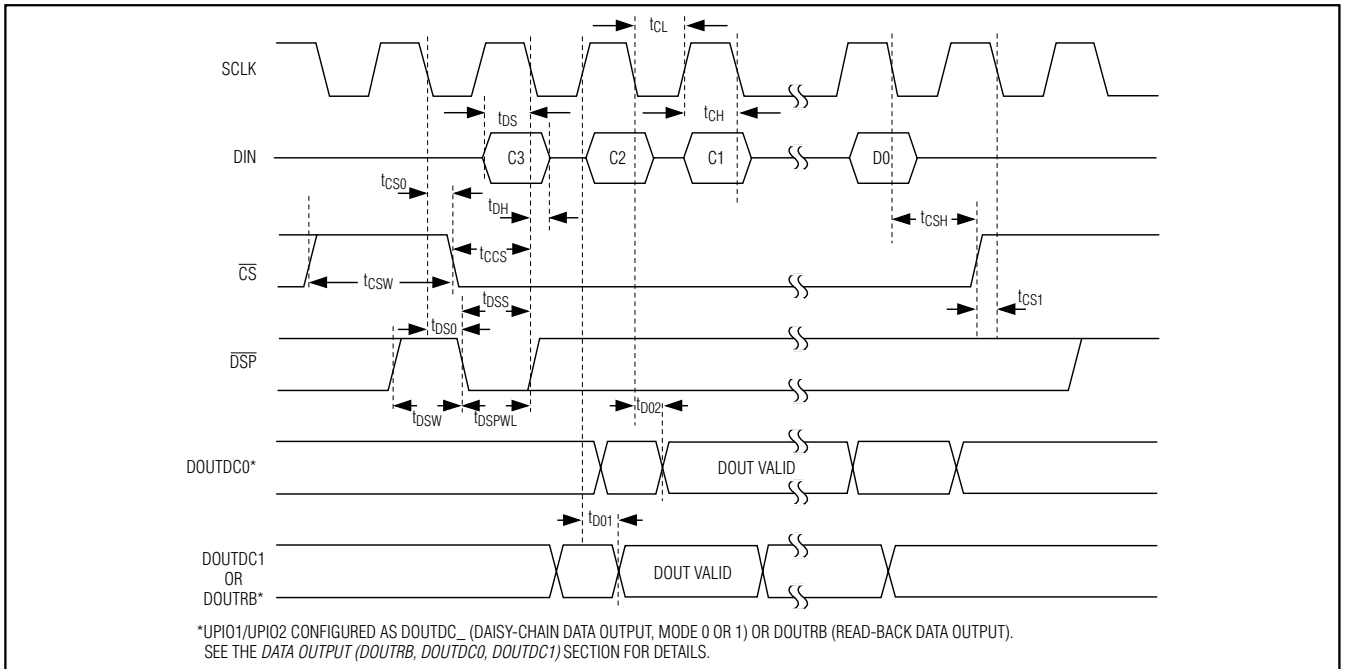 tCL
SCLK
tDS
tCH
DIN
C3
C2
C1
D0
tCS0
tDH
tCSH
tCCS
CS
tCSW
tDSS
tCS1
tDS0
DSP
tDSW
tDSPWL
tD02
DOUTDC0*
DOUT VALID
tD01
DOUTDC1
OR
DOUTRB*
DOUT VALID
*UPIO1/UPIO2 CONFIGURED AS DOUTDC_ (DAISY-CHAIN DATA OUTPUT, MODE 0 OR 1) OR DOUTRB (READ-BACK DATA OUTPUT).
SEE THE DATA OUTPUT (DOUTRB, DOUTDC0, DOUTDC1) SECTION FOR DETAILS.